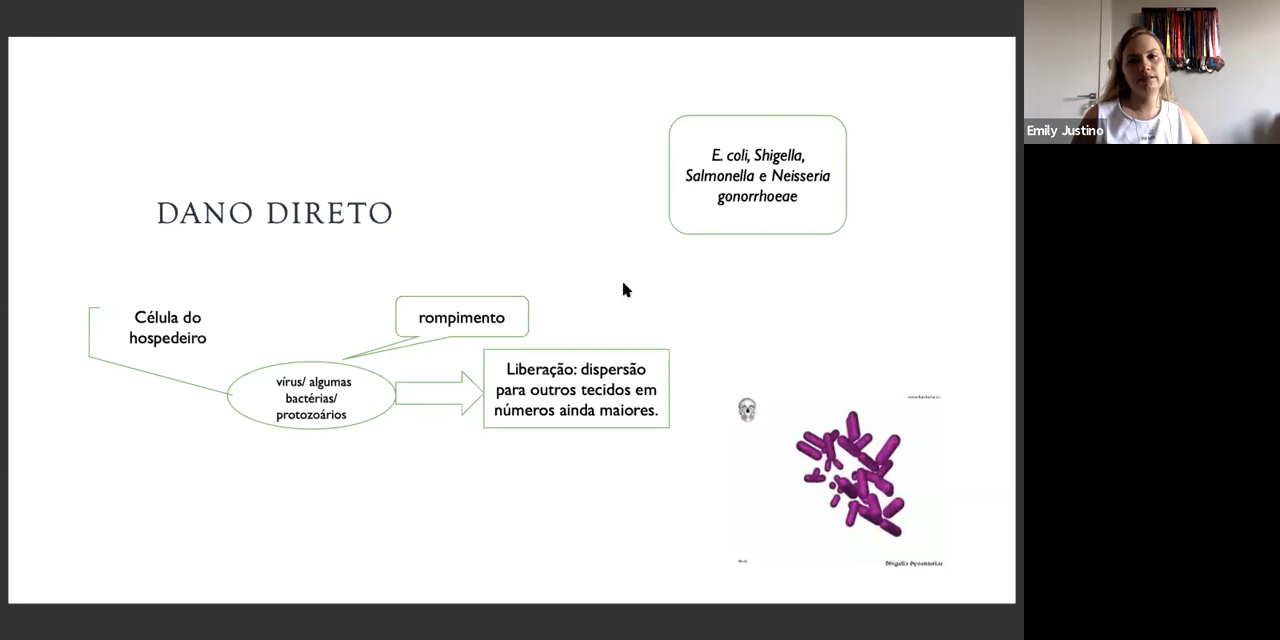 E. coli, Shigella,
Salmonella e Neisseria
gonorrhoeae
DANO DIRETO
Célula do
hospedeiro
rompimento
vírus/ algumas
bactérias/
protozoários
Liberação: dispersão
para outros tecidos em
números ainda maiores.
Shigella dysenteriae
Emily Justino